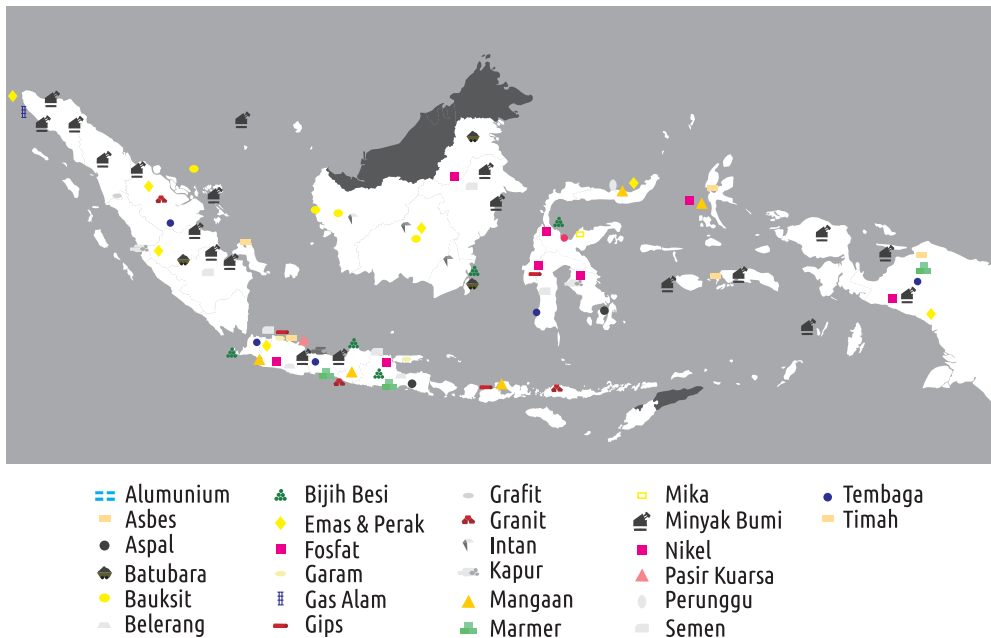 Alumunium
Asbes
Aspal
Batubara
Bauksit
Belerang
Bijih Besi
Emas & Perak
Fosfat
Garam
Gas Alam
Gips
Grafit
Granit
Intan
Kapur
Mangaan
Marmer
Mika
Minyak Bumi
Nikel
Pasir Kuarsa
Perunggu
Semen
Tembaga
Timah